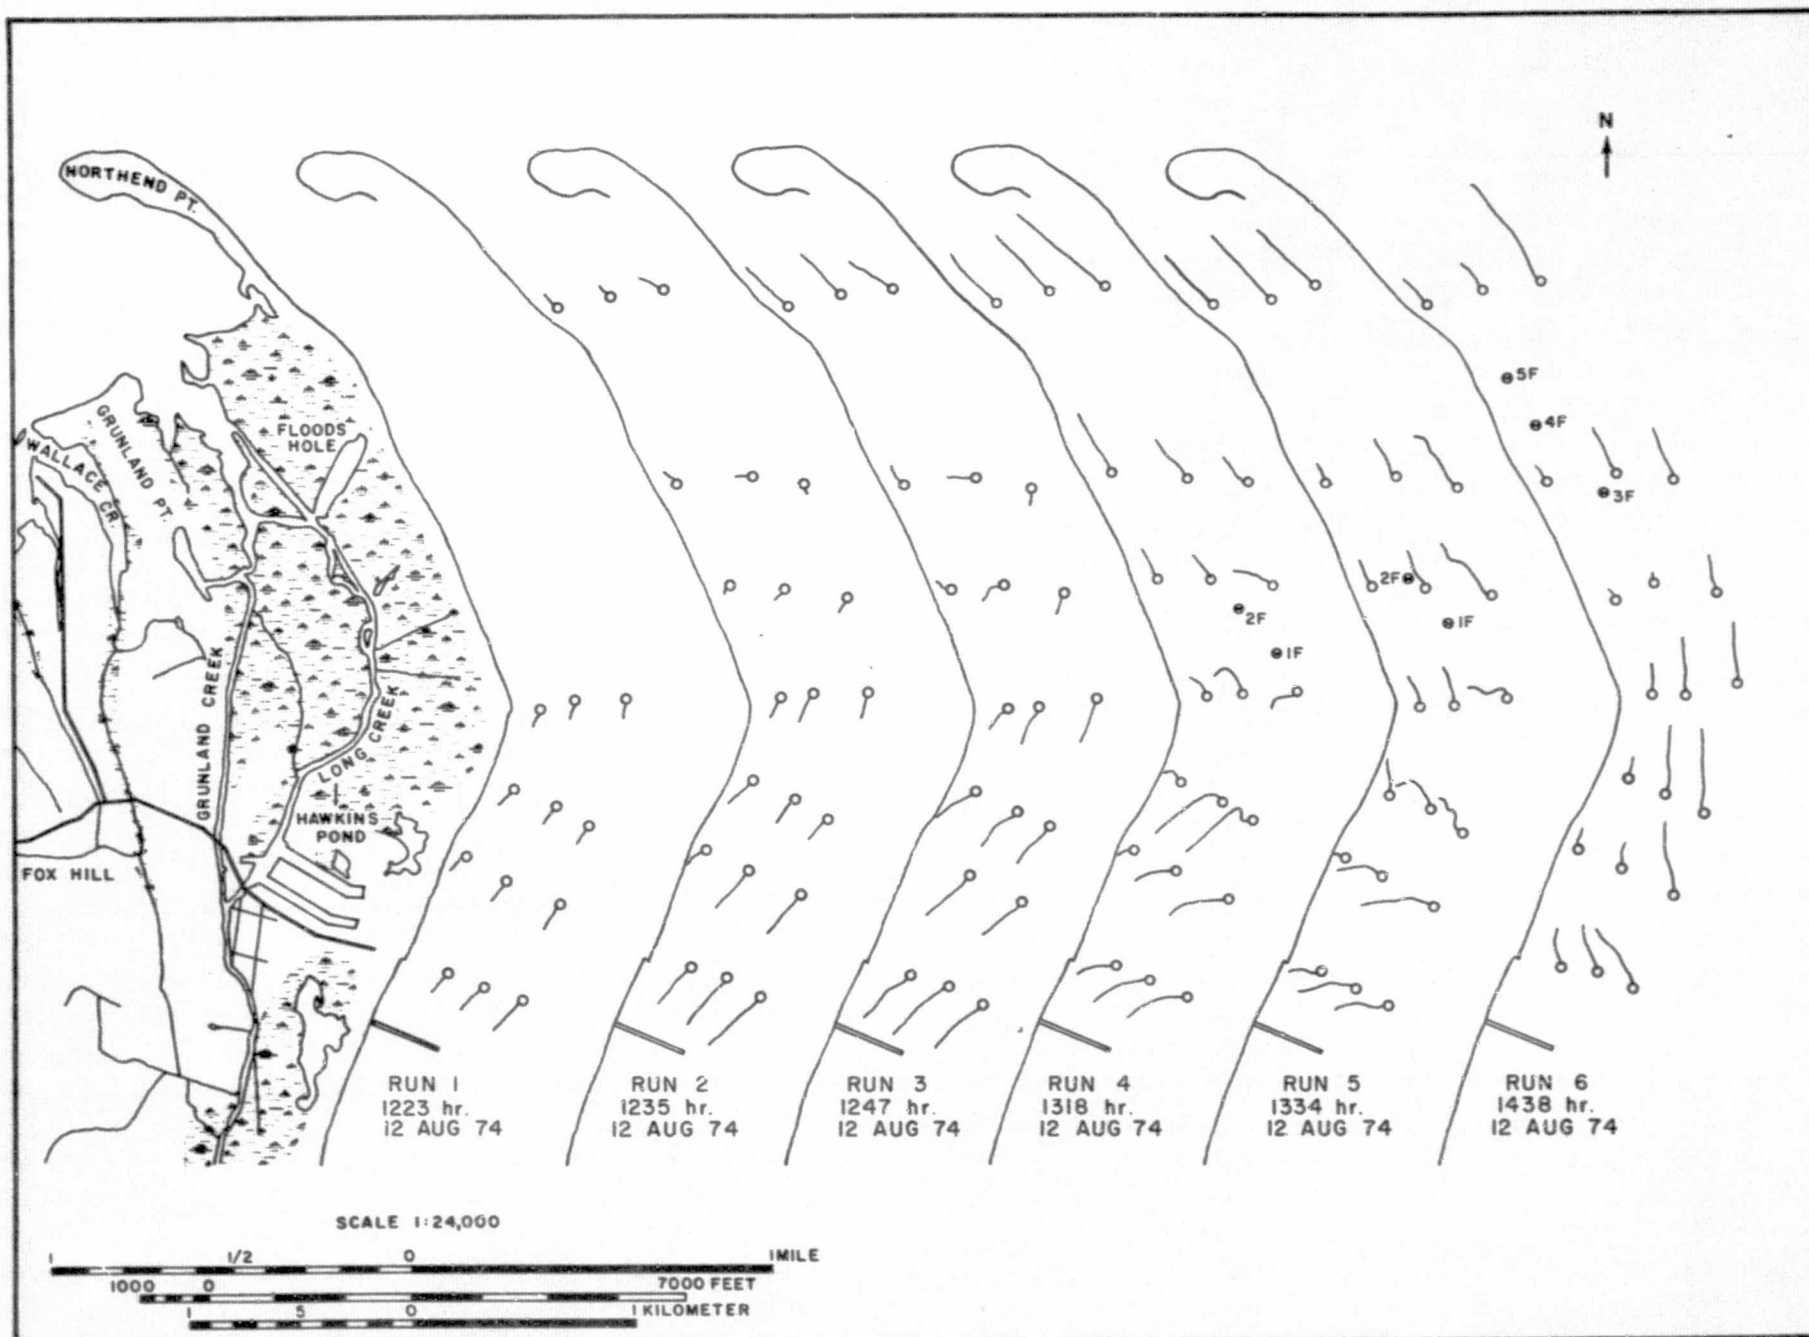 N
NORTHEND PT.
5F
4F
GRUNLAND PT.
FLOODS
HOLE
WALLACE CR.
3F
2F
1F
2F
1F
GRUNLAND CREEK
LONG CREEK
HAWKINS
POND
FOX HILL
RUN 1
1223 hr.
12 AUG 74
RUN 2
1235 hr.
12 AUG 74
RUN 3
1247 hr.
12 AUG 74
RUN 4
1318 hr.
12 AUG 74
RUN 5
1334 hr.
12 AUG 74
RUN 6
1438 hr.
12 AUG 74
SCALE 1:24,000
1 1/2 0 1 MILE
1000 0 7000 FEET
1 5 0 1 KILOMETER